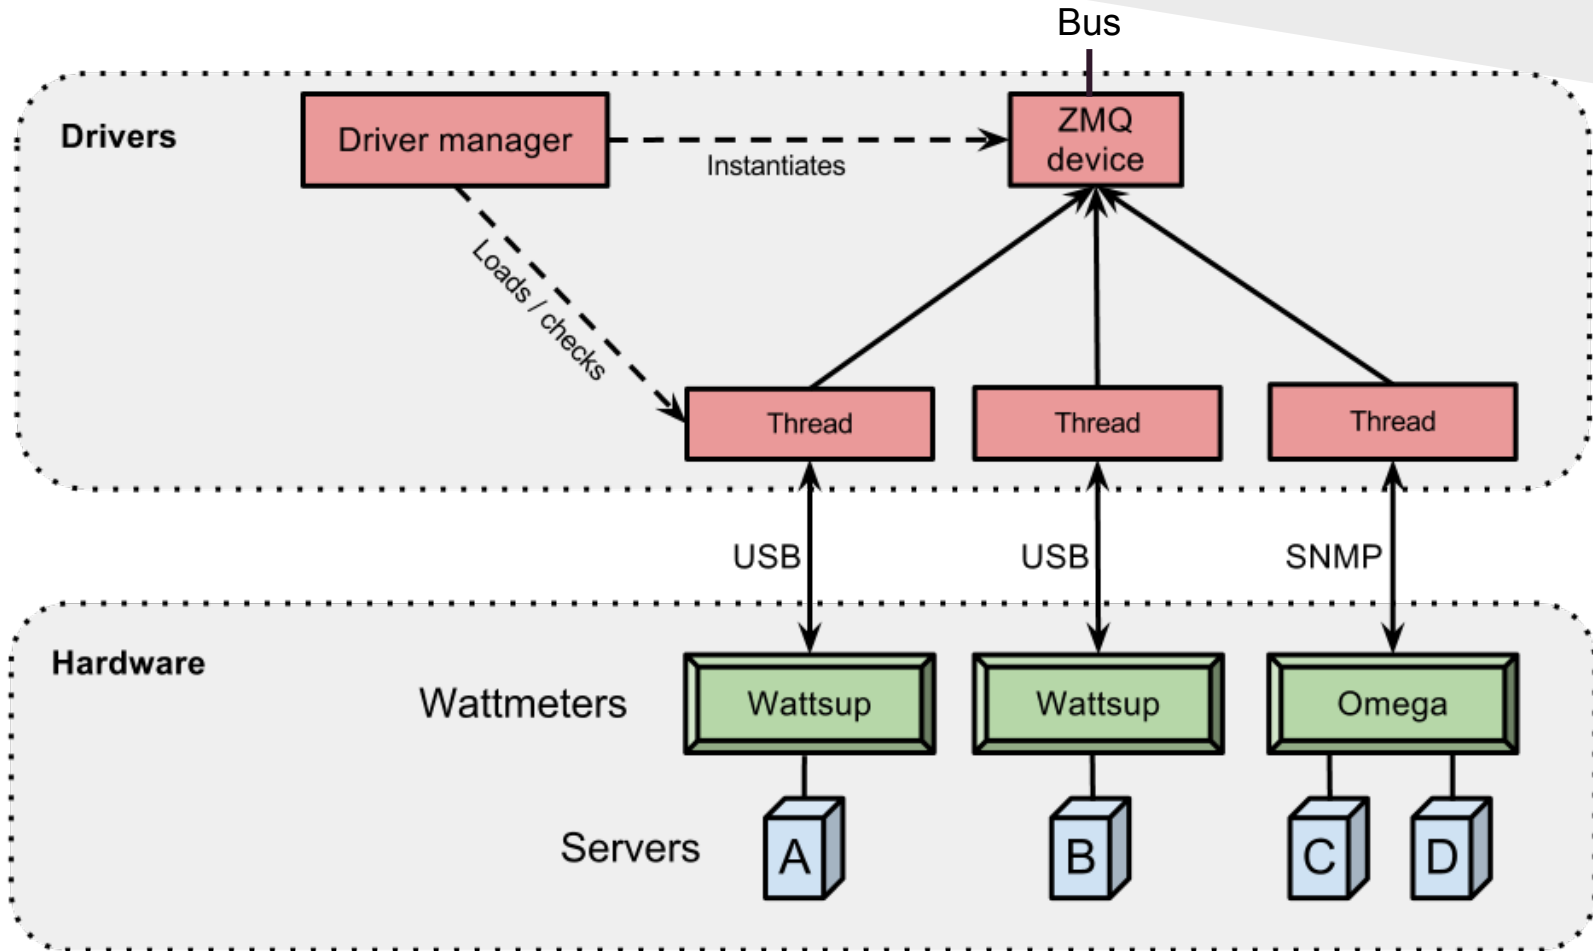 Bus
Drivers
Driver manager
Instantiates
ZMQ
device
Loads / checks
Thread
Thread
Thread
USB
USB
SNMP
Hardware
Wattmeters
Wattsup
Wattsup
Omega
Servers
A
B
C
D